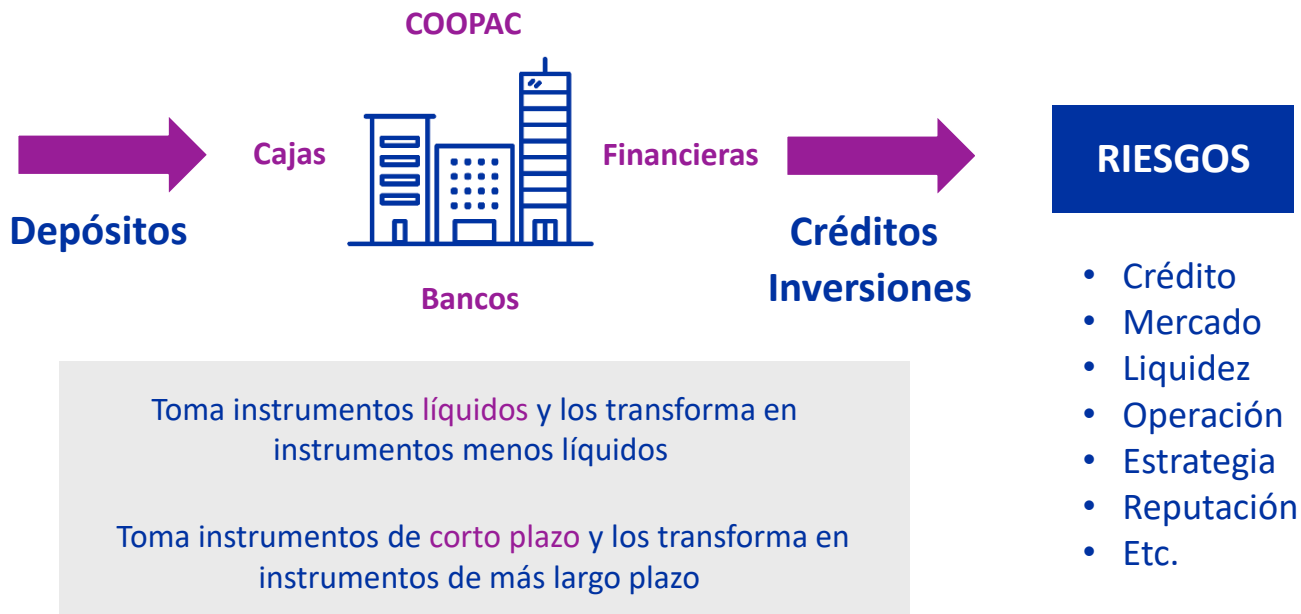 COOPAC
Cajas
Financieras
RIESGOS
Depósitos
Créditos
Inversiones
Bancos
Toma instrumentos líquidos y los transforma en
instrumentos menos líquidos
Toma instrumentos de corto plazo y los transforma en
instrumentos de más largo plazo
• Crédito
• Mercado
• Liquidez
• Operación
• Estrategia
• Reputación
• Etc.